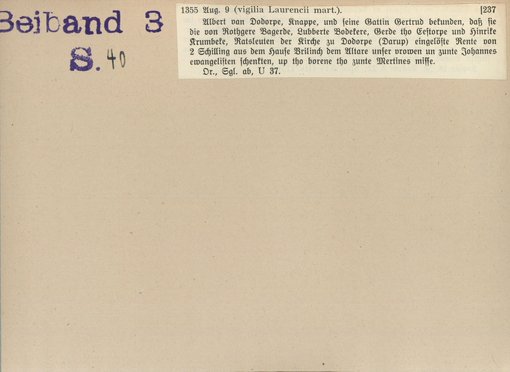 Beiband 3
S. 40
1355 Aug. 9 (vigilia Laurencii mart.). [237
Albert van Dodorpe, Knappe, und seine Gattin Gertrud bekunden, daß sie
die von Rothgere Bagerde, Lubberte Bodekere, Gerde tho Estorpe und Hinrike
Krumbeke, Ratsleuten der Kirche zu Dodorpe (Darup) eingelöste Rente von
2 Schilling aus dem Hause Brilinch dem Altare unser vrowen un zunte Johannes
ewangelisten schenkten, up tho borene tho zunte Mertines misse.
Or., Sgl. ab, U 37.